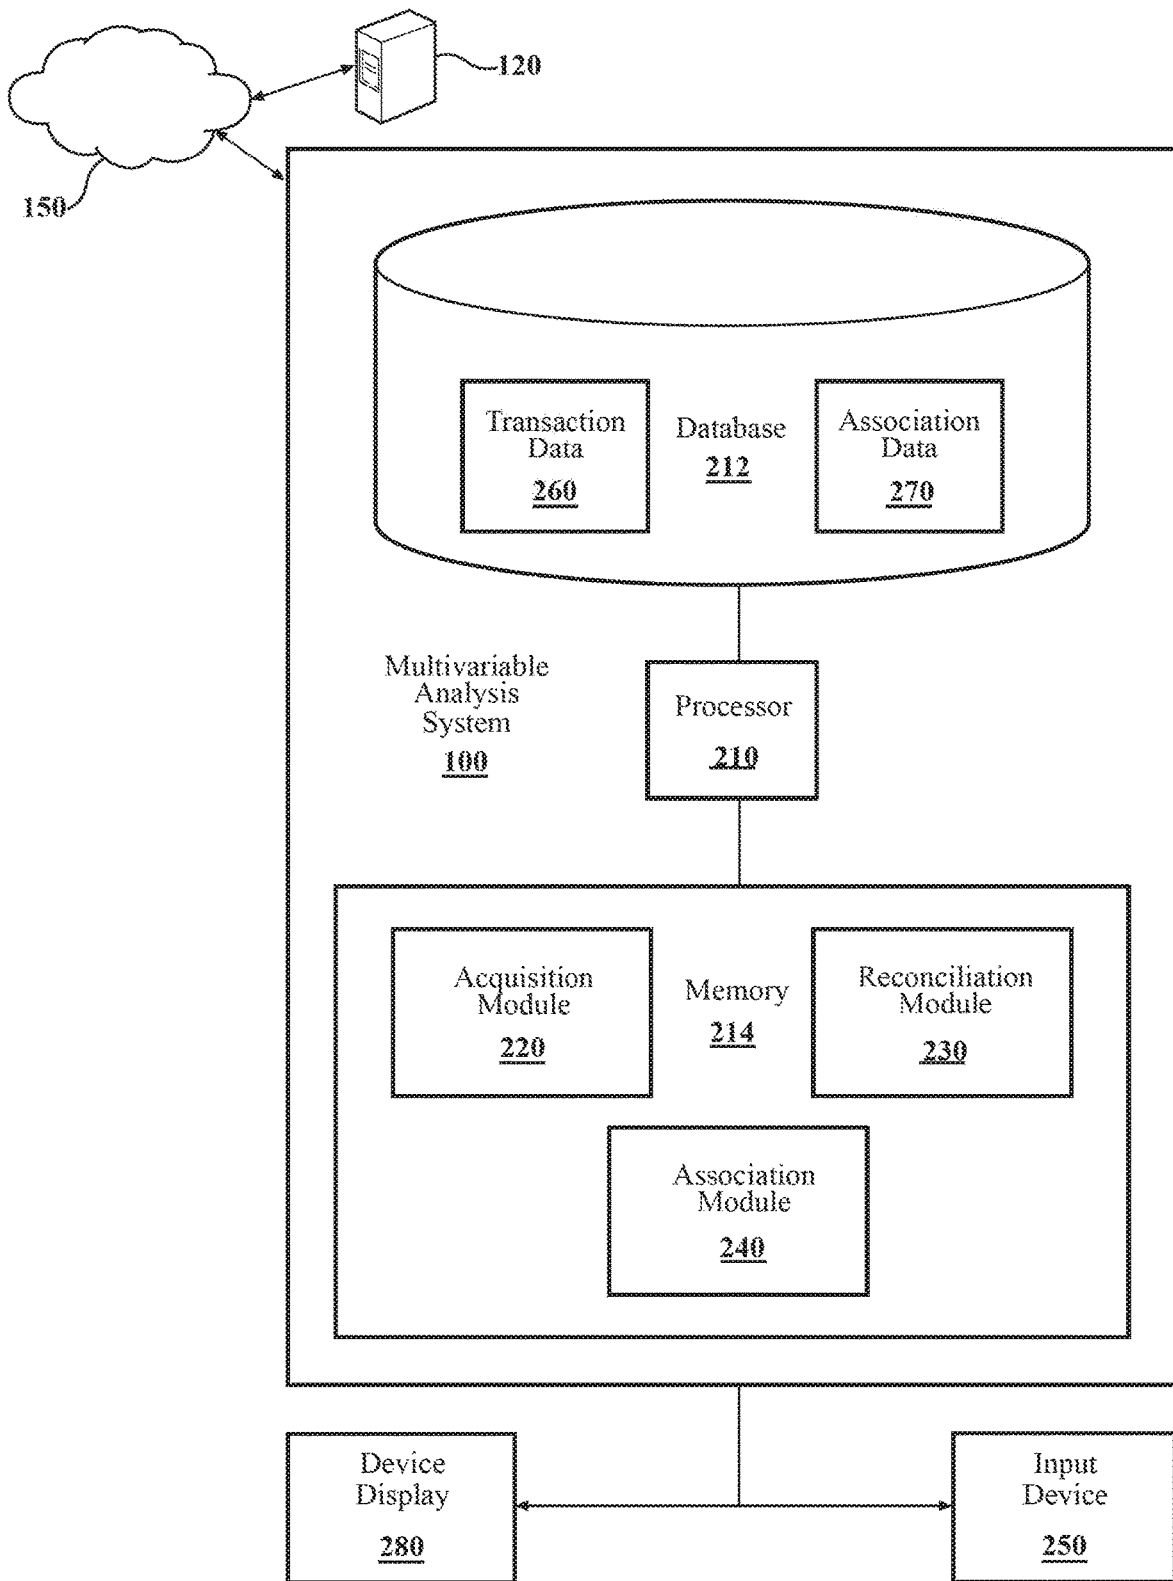 120
150
Transaction
Data
260
Database
212
Association
Data
270
Multivariable
Analysis
System
100
Processor
210
Acquisition
Module
220
Memory
214
Reconciliation
Module
230
Association
Module
240
Device
Display
280
Input
Device
250